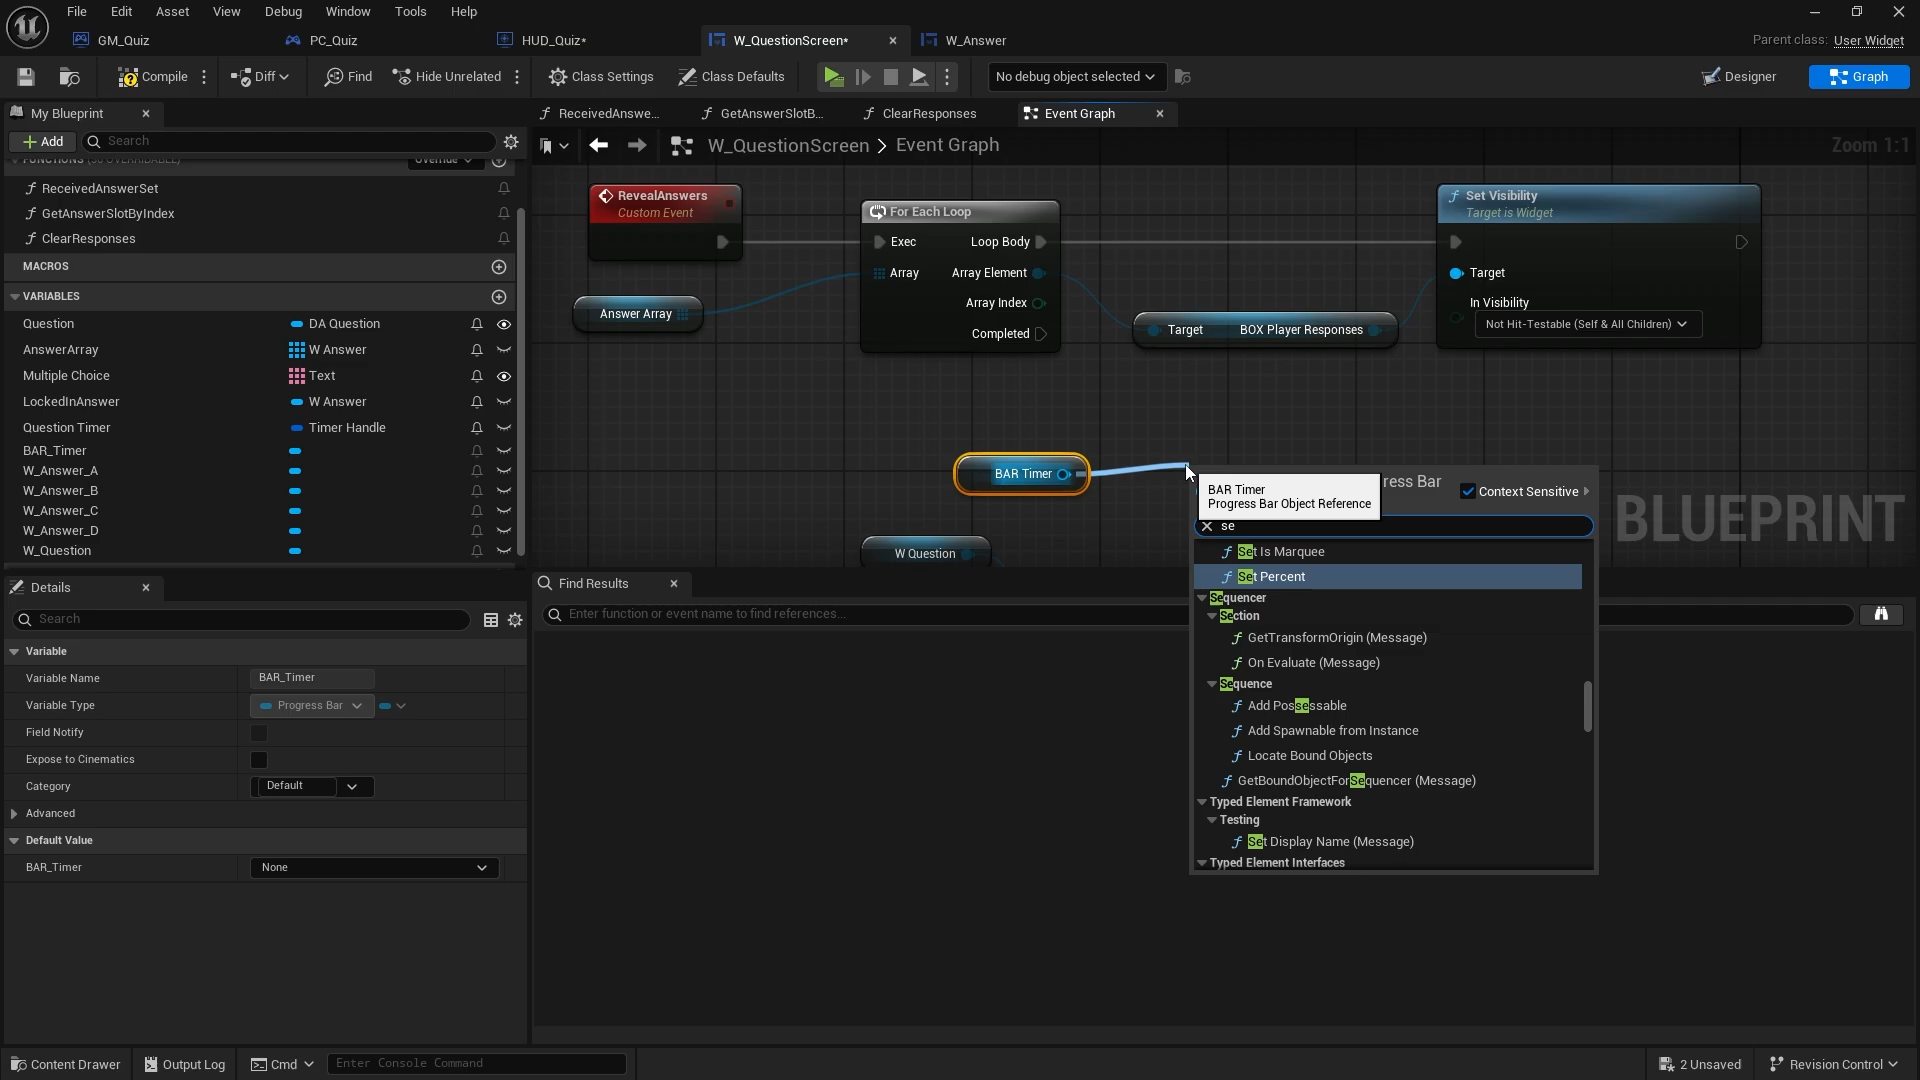 File Edit Asset View Debug Window Tools Help
GM_Quiz PC_Quiz HUD_Quiz* W_QuestionScreen* W_Answer Parent class: User Widget
Compile Diff Find Hide Unrelated Class Settings Class Defaults No debug object selected Designer Graph
My Blueprint
ReceivedAnswe... GetAnswerSlotB... ClearResponses Event Graph
Add Search
W_QuestionScreen > Event Graph Zoom 1:1
FUNCTIONS (50 OVERRIDABLE) Override
ReceivedAnswerSet
GetAnswerSlotByIndex
ClearResponses
MACROS
VARIABLES
Question DA Question
AnswerArray W Answer
Multiple Choice Text
LockedInAnswer W Answer
Question Timer Timer Handle
BAR_Timer
W_Answer_A
W_Answer_B
W_Answer_C
W_Answer_D
W_Question
RevealAnswers
Custom Event
For Each Loop
Exec Loop Body
Array Array Element
Array Index
Completed
Answer Array
Target BOX Player Responses
Set Visibility
Target is Widget
Target
In Visibility
Not Hit-Testable (Self & All Children)
BAR Timer
W Question
BLUEPRINT
BAR Timer
Progress Bar Object Reference
ress Bar Context Sensitive
se
Set Is Marquee
Set Percent
Sequencer
Section
GetTransformOrigin (Message)
On Evaluate (Message)
Sequence
Add Possessable
Add Spawnable from Instance
Locate Bound Objects
GetBoundObjectForSequencer (Message)
Typed Element Framework
Testing
Set Display Name (Message)
Typed Element Interfaces
Find Results
Enter function or event name to find references...
Details
Search
Variable
Variable Name BAR_Timer
Variable Type Progress Bar
Field Notify
Expose to Cinematics
Category Default
Advanced
Default Value
BAR_Timer None
Content Drawer Output Log Cmd Enter Console Command 2 Unsaved Revision Control